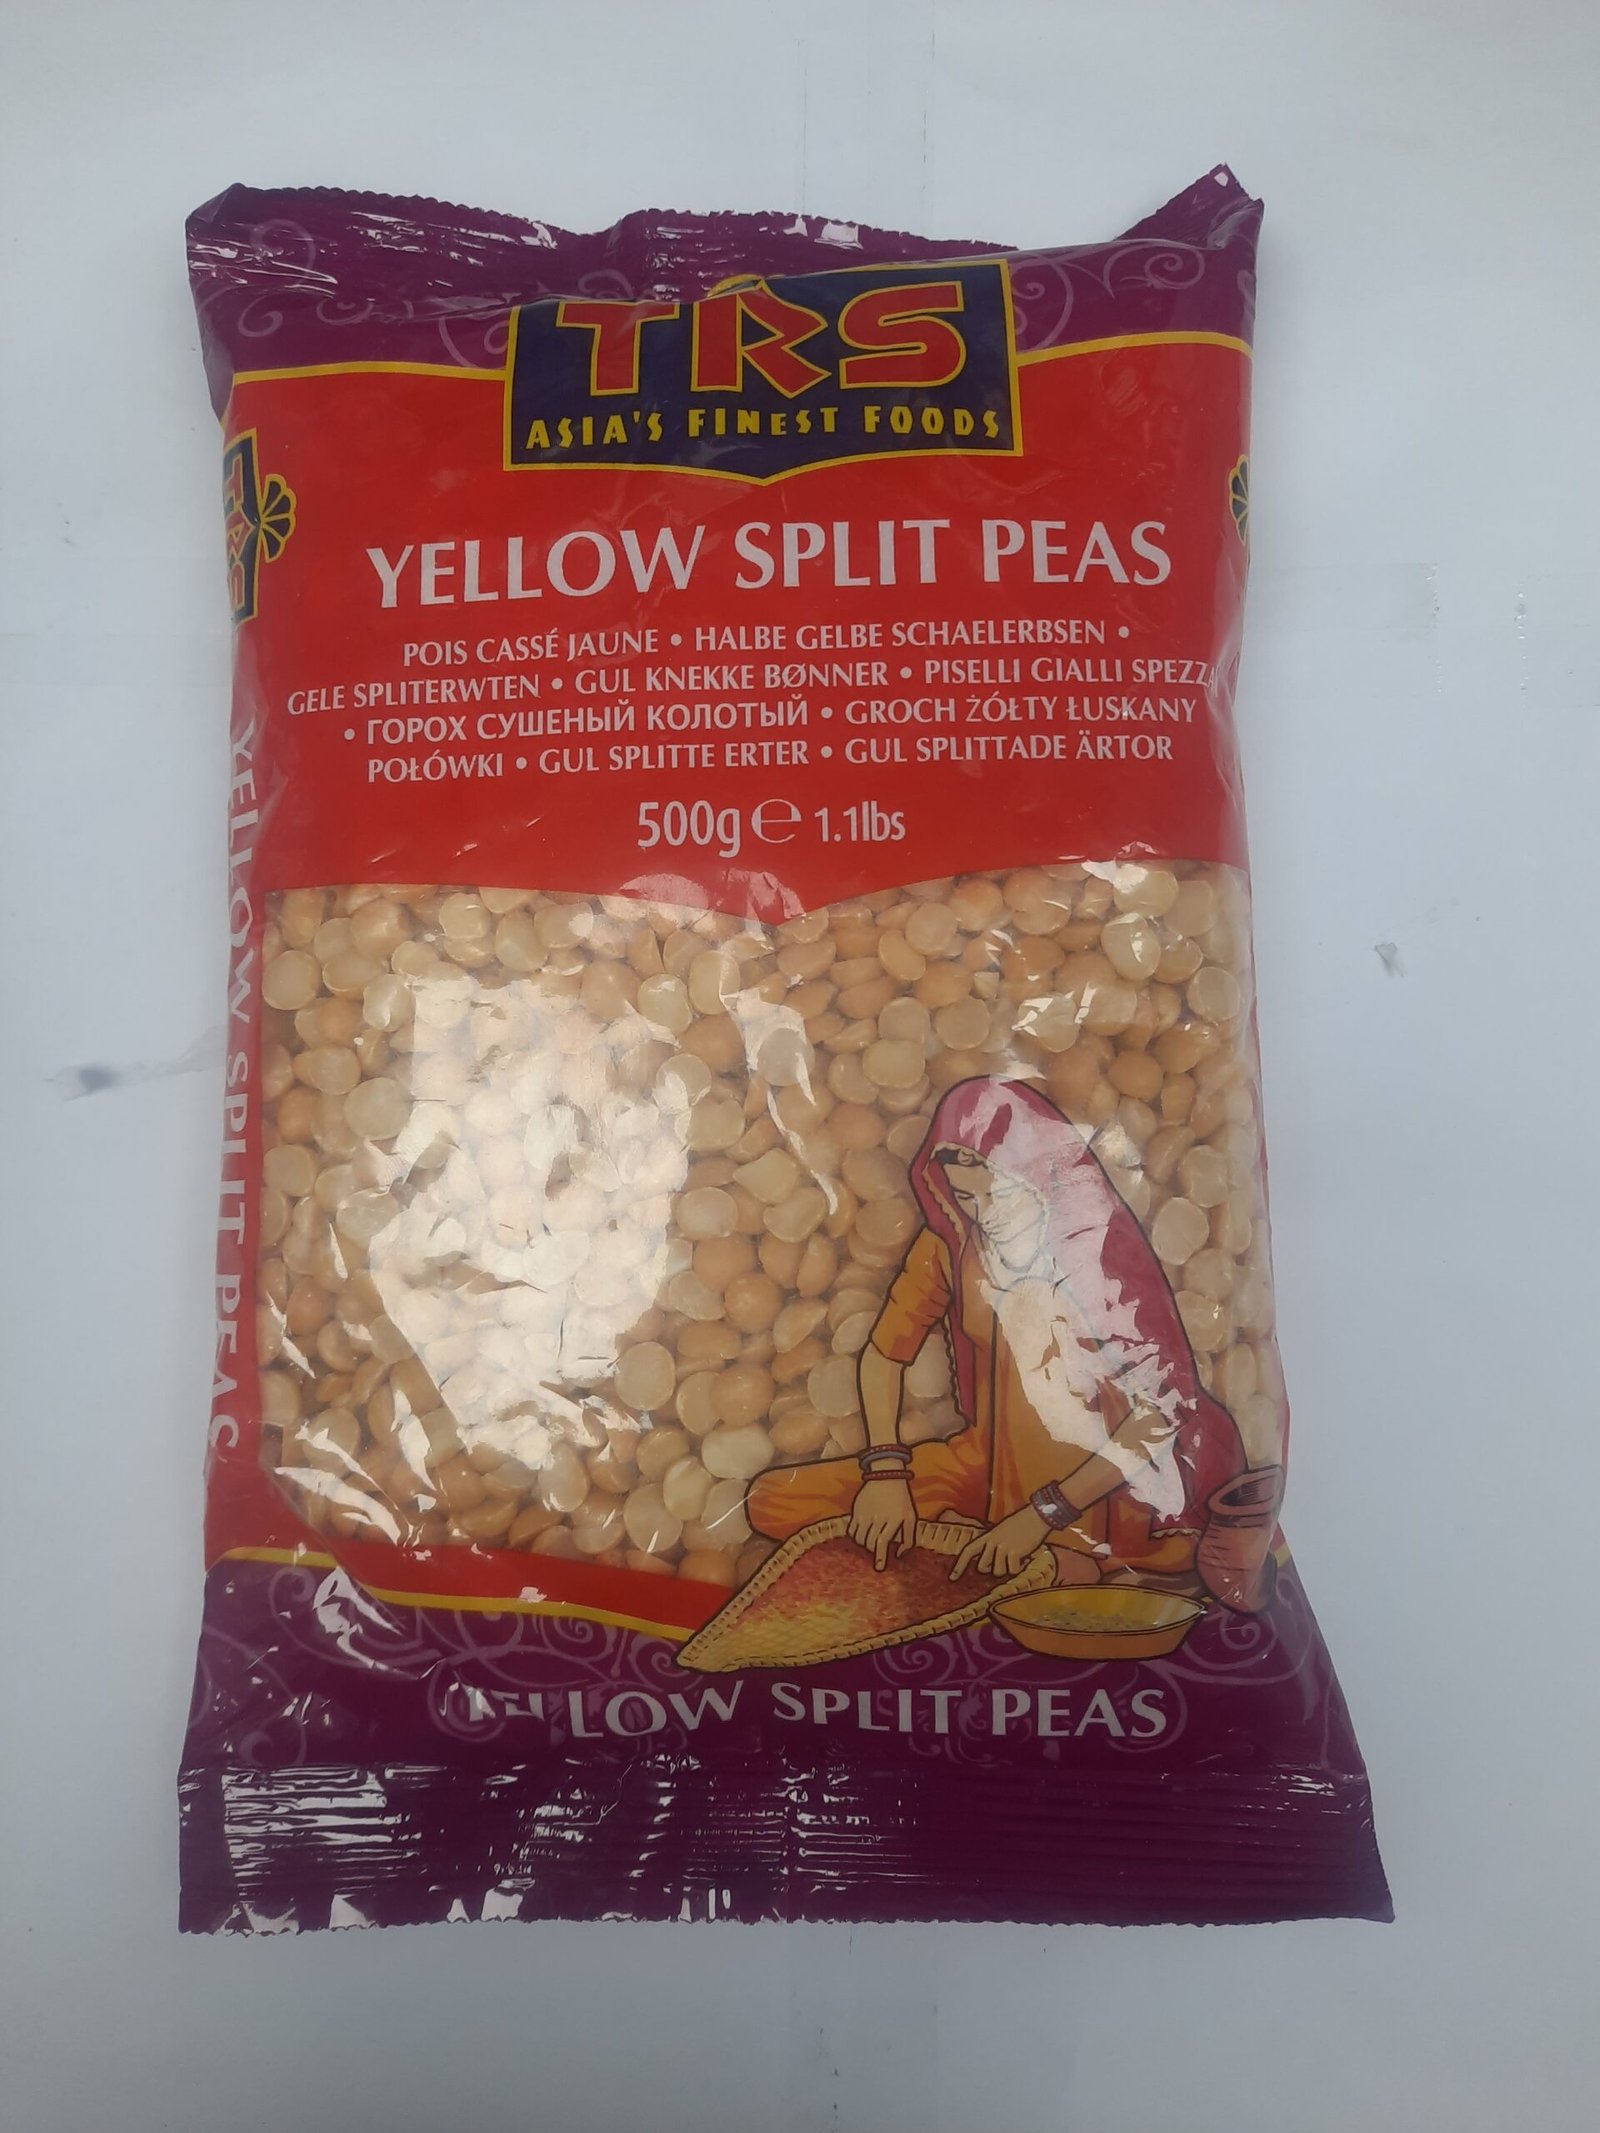 TRS
ASIA'S FINEST FOODS
YELLOW SPLIT PEAS
POIS CASSÉ JAUNE • HALBE GELBE SCHAELERBSEN •
GELE SPLITERWTEN • GUL KNEKKE BØNNER • PISELLI GIALLI
• ГОРОХ СУШЕНЫЙ КОЛОТЫЙ • GROCH ŻÓŁTY ŁUSKANY
POŁÓWKI • GUL SPLITTE ERTER • GUL SPLITTADE ÄRTOR
500g e 1.1lbs
TRS
YELLOW SPLIT PEAS
YELLOW SPLIT PEAS